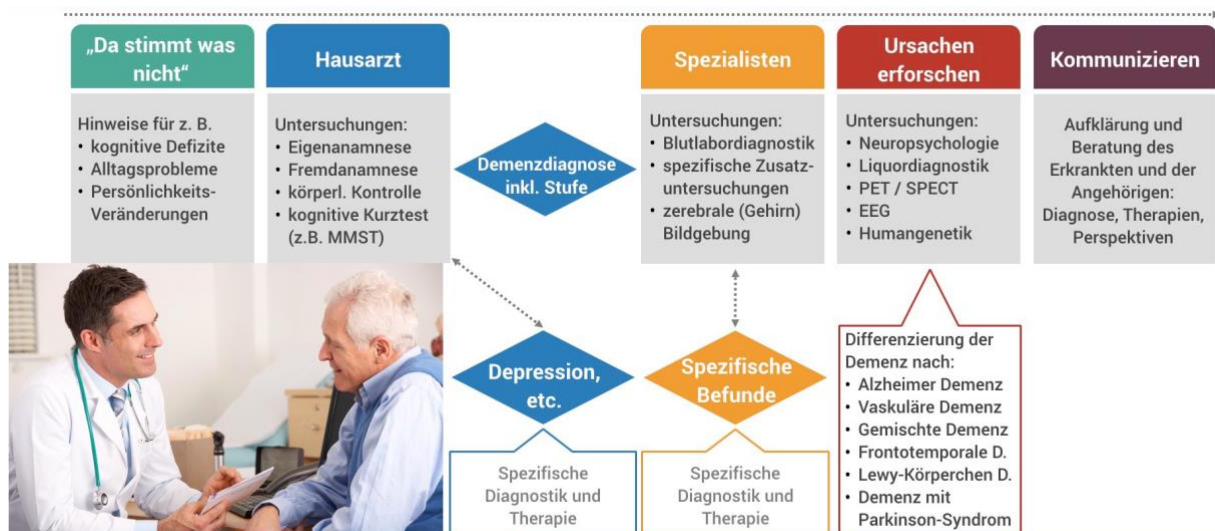 „Da stimmt was
nicht“
Hinweise für z. B.
• kognitive Defizite
• Alltagsprobleme
• Persönlichkeits-
Veränderungen
Hausarzt
Untersuchungen:
• Eigenanamnese
• Fremdanamnese
• körperl. Kontrolle
• kognitive Kurztest
(z.B. MMST)
Demenzdiagnose
inkl. Stufe
Spezialisten
Untersuchungen:
• Blutlabordiagnostik
• spezifische Zusatz-
untersuchungen
• zerebrale (Gehirn)
Bildgebung
Ursachen
erforschen
Untersuchungen:
• Neuropsychologie
• Liquordiagnostik
• PET / SPECT
• EEG
• Humangenetik
Kommunizieren
Aufklärung und
Beratung des
Erkrankten und der
Angehörigen:
Diagnose, Therapien,
Perspektiven
Depression,
etc.
Spezifische
Diagnostik und
Therapie
Spezifische
Befunde
Spezifische
Diagnostik und
Therapie
Differenzierung der
Demenz nach:
• Alzheimer Demenz
• Vaskuläre Demenz
• Gemischte Demenz
• Frontotemporale D.
• Lewy-Körperchen D.
• Demenz mit
Parkinson-Syndrom